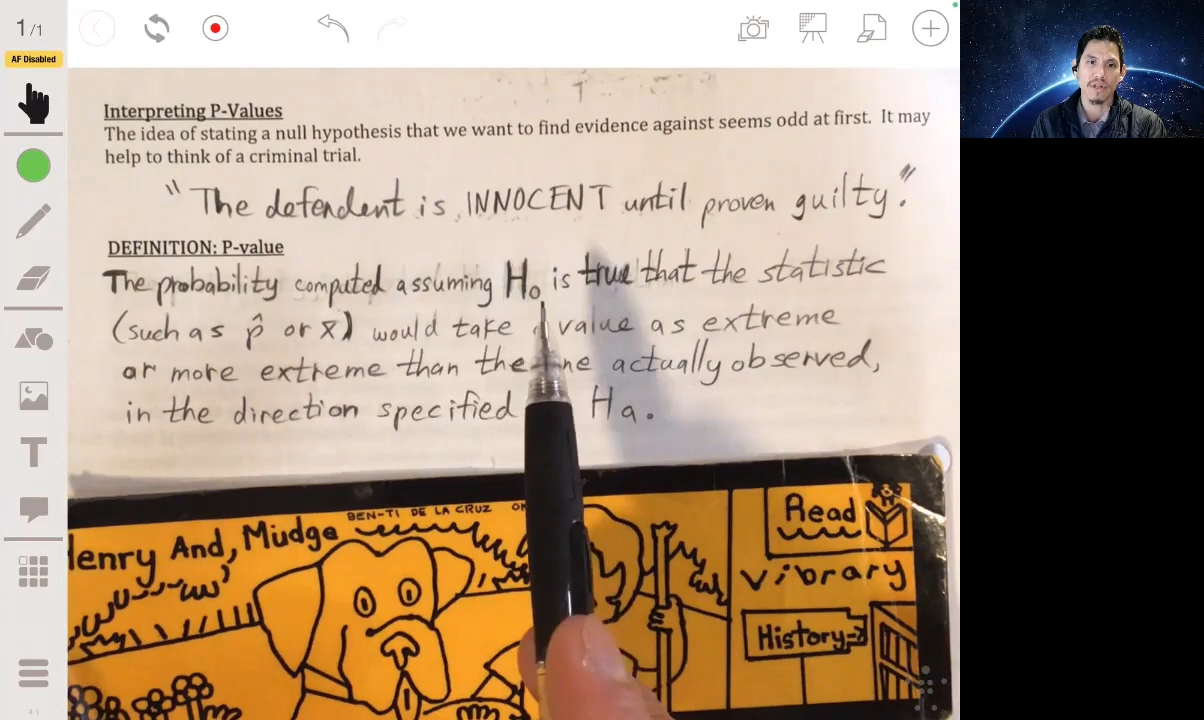 1/1
AF Disabled
Interpreting P-Values
The idea of stating a null hypothesis that we want to find evidence against seems odd at first. It may
help to think of a criminal trial.
"The defendent is INNOCENT until proven guilty."
DEFINITION: P-value
The probability computed assuming H₀ is true that the statistic
(such as p̂ or x̄) would take value as extreme
or more extreme than the actually observed,
in the direction specified Hₐ.
BEN-TI DE LA CRUZ
enry And, Mudge
Read
Vibrary
History
T
4.1